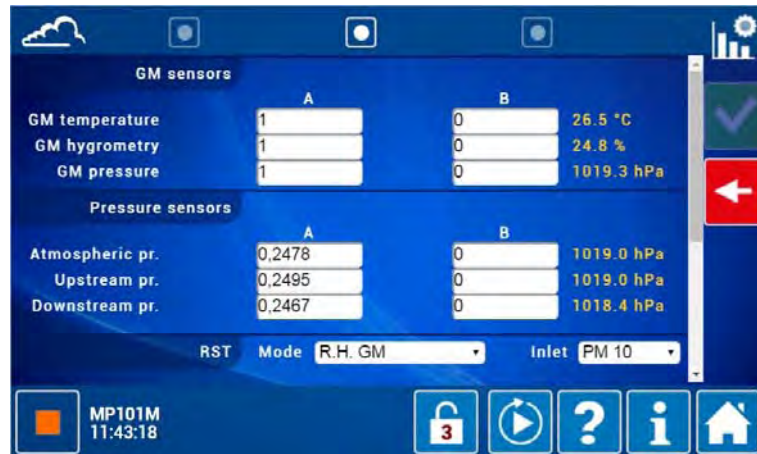 GM sensors
A B
GM temperature 1 0 26.5 °C
GM hygrometry 1 0 24.8 %
GM pressure 1 0 1019.3 hPa
Pressure sensors
A B
Atmospheric pr. 0,2478 0 1019.0 hPa
Upstream pr. 0,2495 0 1019.0 hPa
Downstream pr. 0,2467 0 1018.4 hPa
RST Mode R.H. GM Inlet PM 10
MP101M
11:43:18
3 ? i